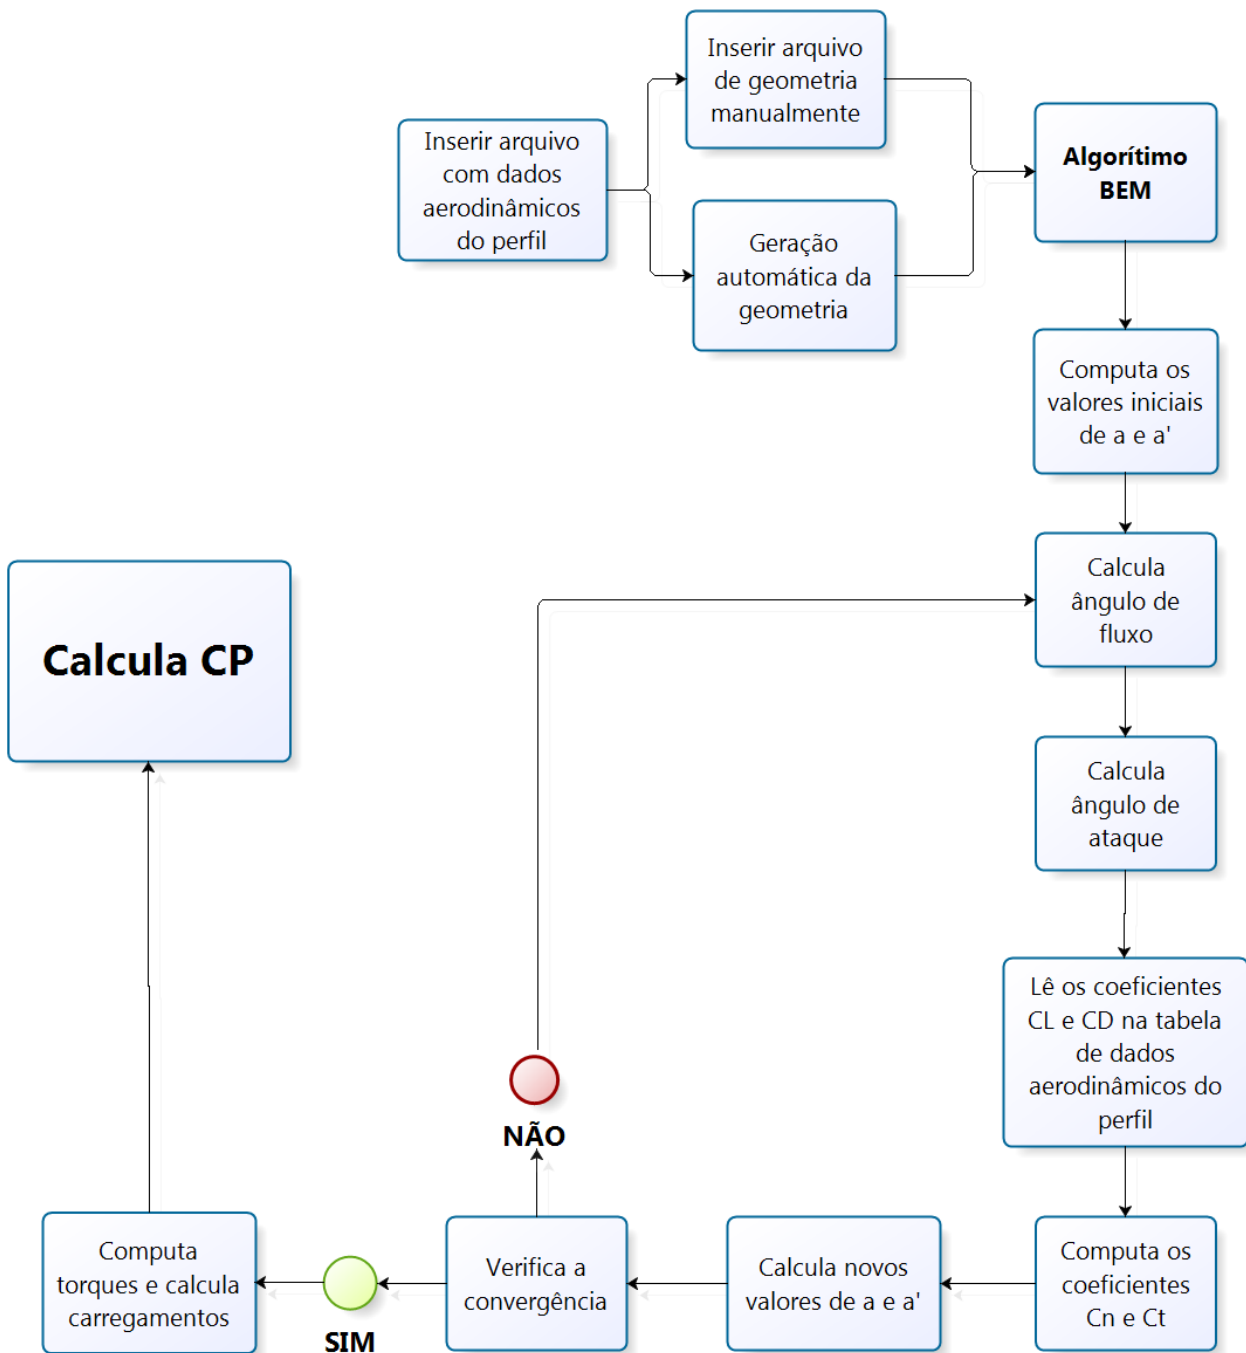 Inserir arquivo
com dados
aerodinâmicos
do perfil
Inserir arquivo
de geometria
manualmente
Geração
automática da
geometria
Algorítimo
BEM
Computa os
valores iniciais
de a e a'
Calcula
ângulo de
fluxo
Calcula
ângulo de
ataque
Lê os coeficientes
CL e CD na tabela
de dados
aerodinâmicos do
perfil
Computa os
coeficientes
Cn e Ct
Calcula novos
valores de a e a'
Verifica a
convergência
NÃO
SIM
Computa
torques e calcula
carregamentos
Calcula CP